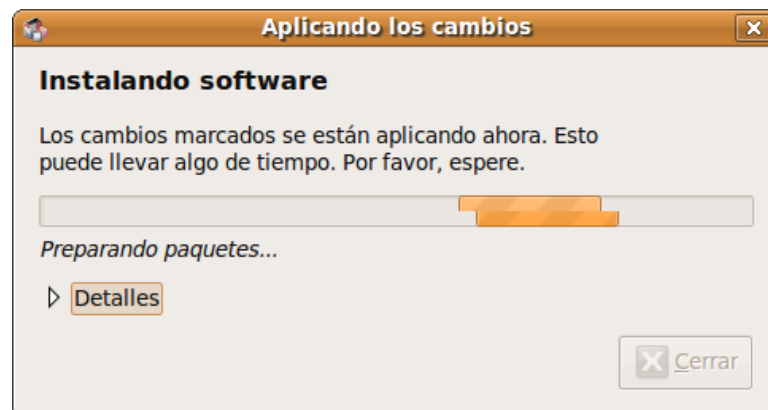 Aplicando los cambios
Instalando software
Los cambios marcados se están aplicando ahora. Esto
puede llevar algo de tiempo. Por favor, espere.
Preparando paquetes...
Detalles
Cerrar